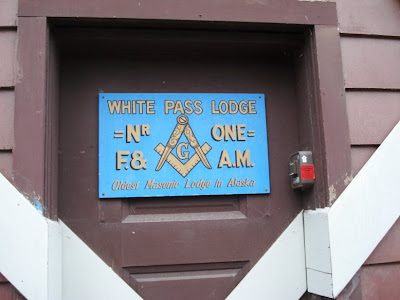 WHITE PASS LODGE
=NR ONE=
G
F.& A.M.
Oldest Masonic Lodge in Alaska